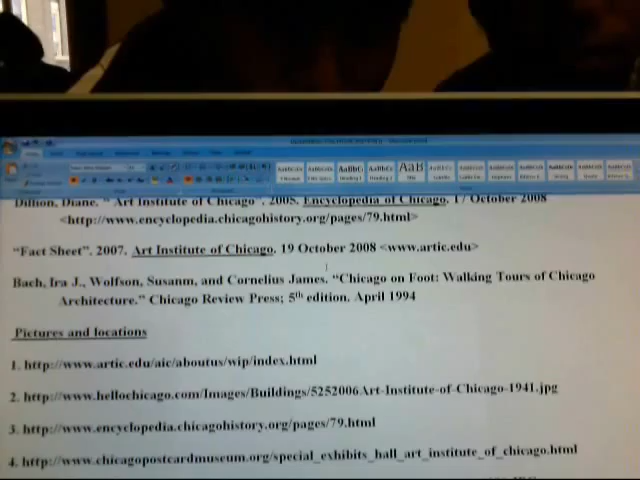 Dillon, Diane. " Art Institute of Chicago". 2005. Encyclopedia of Chicago. 17 October 2008
<http://www.encyclopedia.chicagohistory.org/pages/79.html>
"Fact Sheet". 2007. Art Institute of Chicago. 19 October 2008 <www.artic.edu>
Bach, Ira J., Wolfson, Susanm, and Cornelius James. "Chicago on Foot: Walking Tours of Chicago
Architecture." Chicago Review Press; 5th edition. April 1994
Pictures and locations
1. http://www.artic.edu/aic/aboutus/wip/index.html
2. http://www.hellochicago.com/Images/Buildings/5252006Art-Institute-of-Chicago-1941.jpg
3. http://www.encyclopedia.chicagohistory.org/pages/79.html
4. http://www.chicagopostcardmuseum.org/special_exhibits_hall_art_institute_of_chicago.html